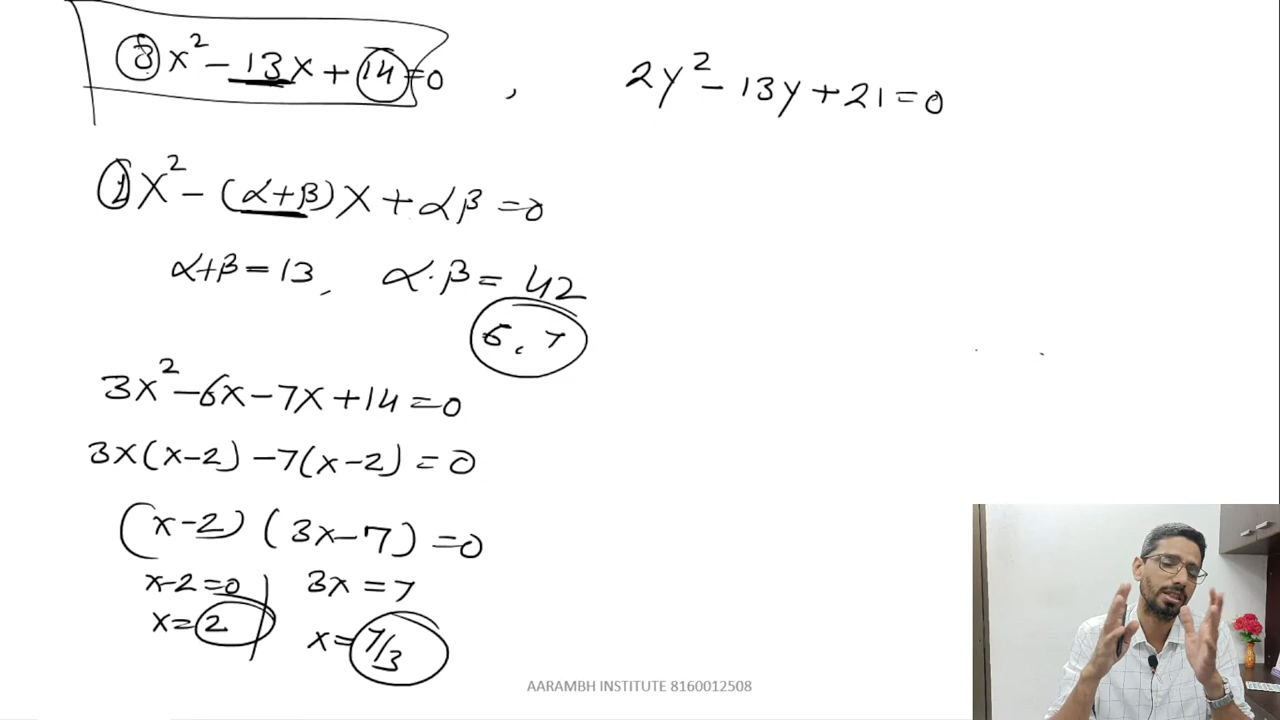 3x² - 13x + 14 = 0 , 2y² - 13y + 21 = 0
1x² - (α+β)x + αβ = 0
α+β = 13, α·β = 42
6, 7
3x² - 6x - 7x + 14 = 0
3x(x-2) - 7(x-2) = 0
(x-2) (3x-7) = 0
x-2=0 | 3x = 7
x = 2 x = 7/3
AARAMBH INSTITUTE 8160012508